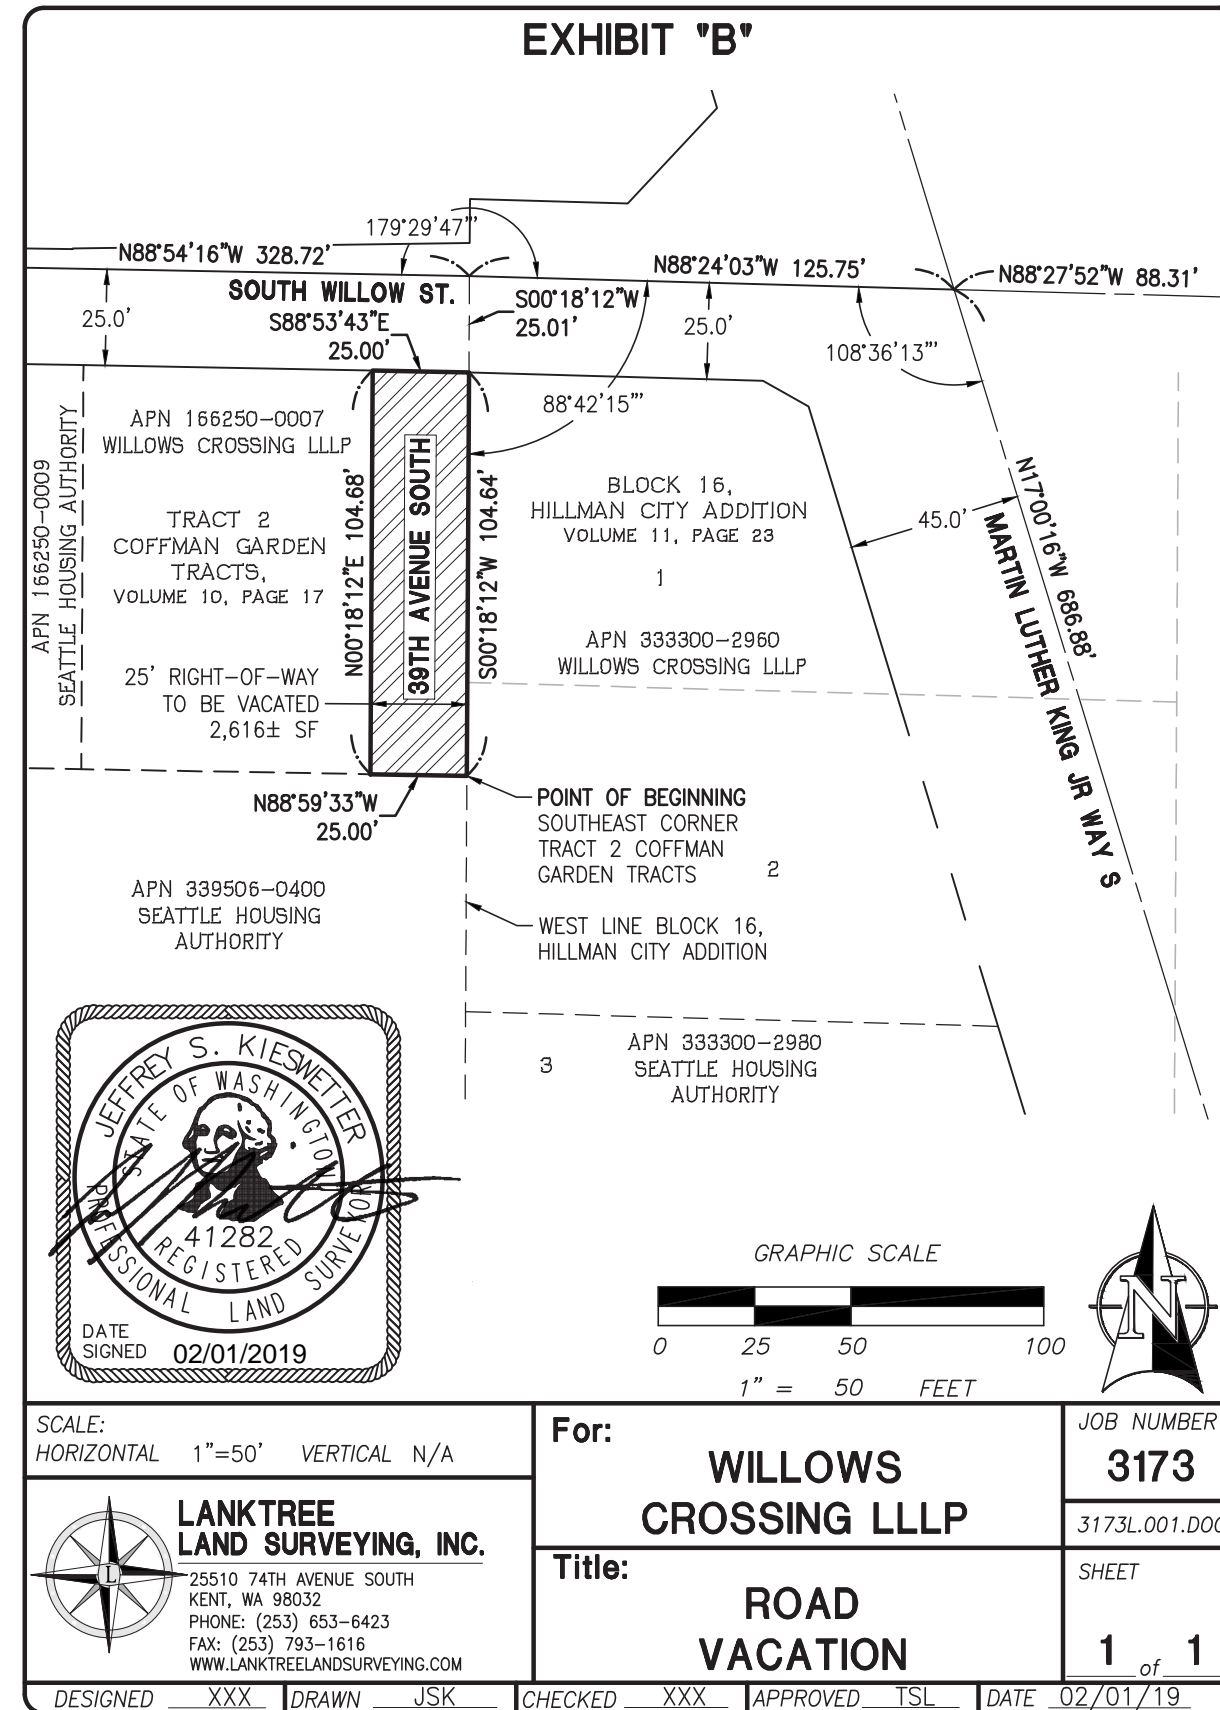 EXHIBIT "B"
179°29'47"'
N88°54'16"W 328.72'
N88°24'03"W 125.75'
N88°27'52"W 88.31'
SOUTH WILLOW ST.
S00°18'12"W
25.01'
25.0'
S88°53'43"E
25.00'
25.0'
108°36'13"'
88°42'15"'
APN 166250-0009
SEATTLE HOUSING AUTHORITY
APN 166250-0007
WILLOWS CROSSING LLLP
TRACT 2
COFFMAN GARDEN
TRACTS,
VOLUME 10, PAGE 17
25' RIGHT-OF-WAY
TO BE VACATED
2,616± SF
N00°18'12"E 104.68'
39TH AVENUE SOUTH
S00°18'12"W 104.64'
BLOCK 16,
HILLMAN CITY ADDITION
VOLUME 11, PAGE 23
1
APN 333300-2960
WILLOWS CROSSING LLLP
45.0'
N17°00'16"W 686.88'
MARTIN LUTHER KING JR WAY S
N88°59'33"W
25.00'
POINT OF BEGINNING
SOUTHEAST CORNER
TRACT 2 COFFMAN
GARDEN TRACTS
2
WEST LINE BLOCK 16,
HILLMAN CITY ADDITION
APN 339506-0400
SEATTLE HOUSING
AUTHORITY
3
APN 333300-2980
SEATTLE HOUSING
AUTHORITY
JEFFREY S. KIESWETTER
STATE OF WASHINGTON
41282
REGISTERED
PROFESSIONAL LAND SURVEYOR
DATE
SIGNED 02/01/2019
GRAPHIC SCALE
0 25 50 100
1" = 50 FEET
N
SCALE:
HORIZONTAL 1"=50' VERTICAL N/A
L
LANKTREE
LAND SURVEYING, INC.
25510 74TH AVENUE SOUTH
KENT, WA 98032
PHONE: (253) 653-6423
FAX: (253) 793-1616
WWW.LANKTREELANDSURVEYING.COM
For:
WILLOWS
CROSSING LLLP
Title:
ROAD
VACATION
JOB NUMBER
3173
3173L.001.DOC
SHEET
1 of 1
DESIGNED XXX DRAWN JSK CHECKED XXX APPROVED TSL DATE 02/01/19